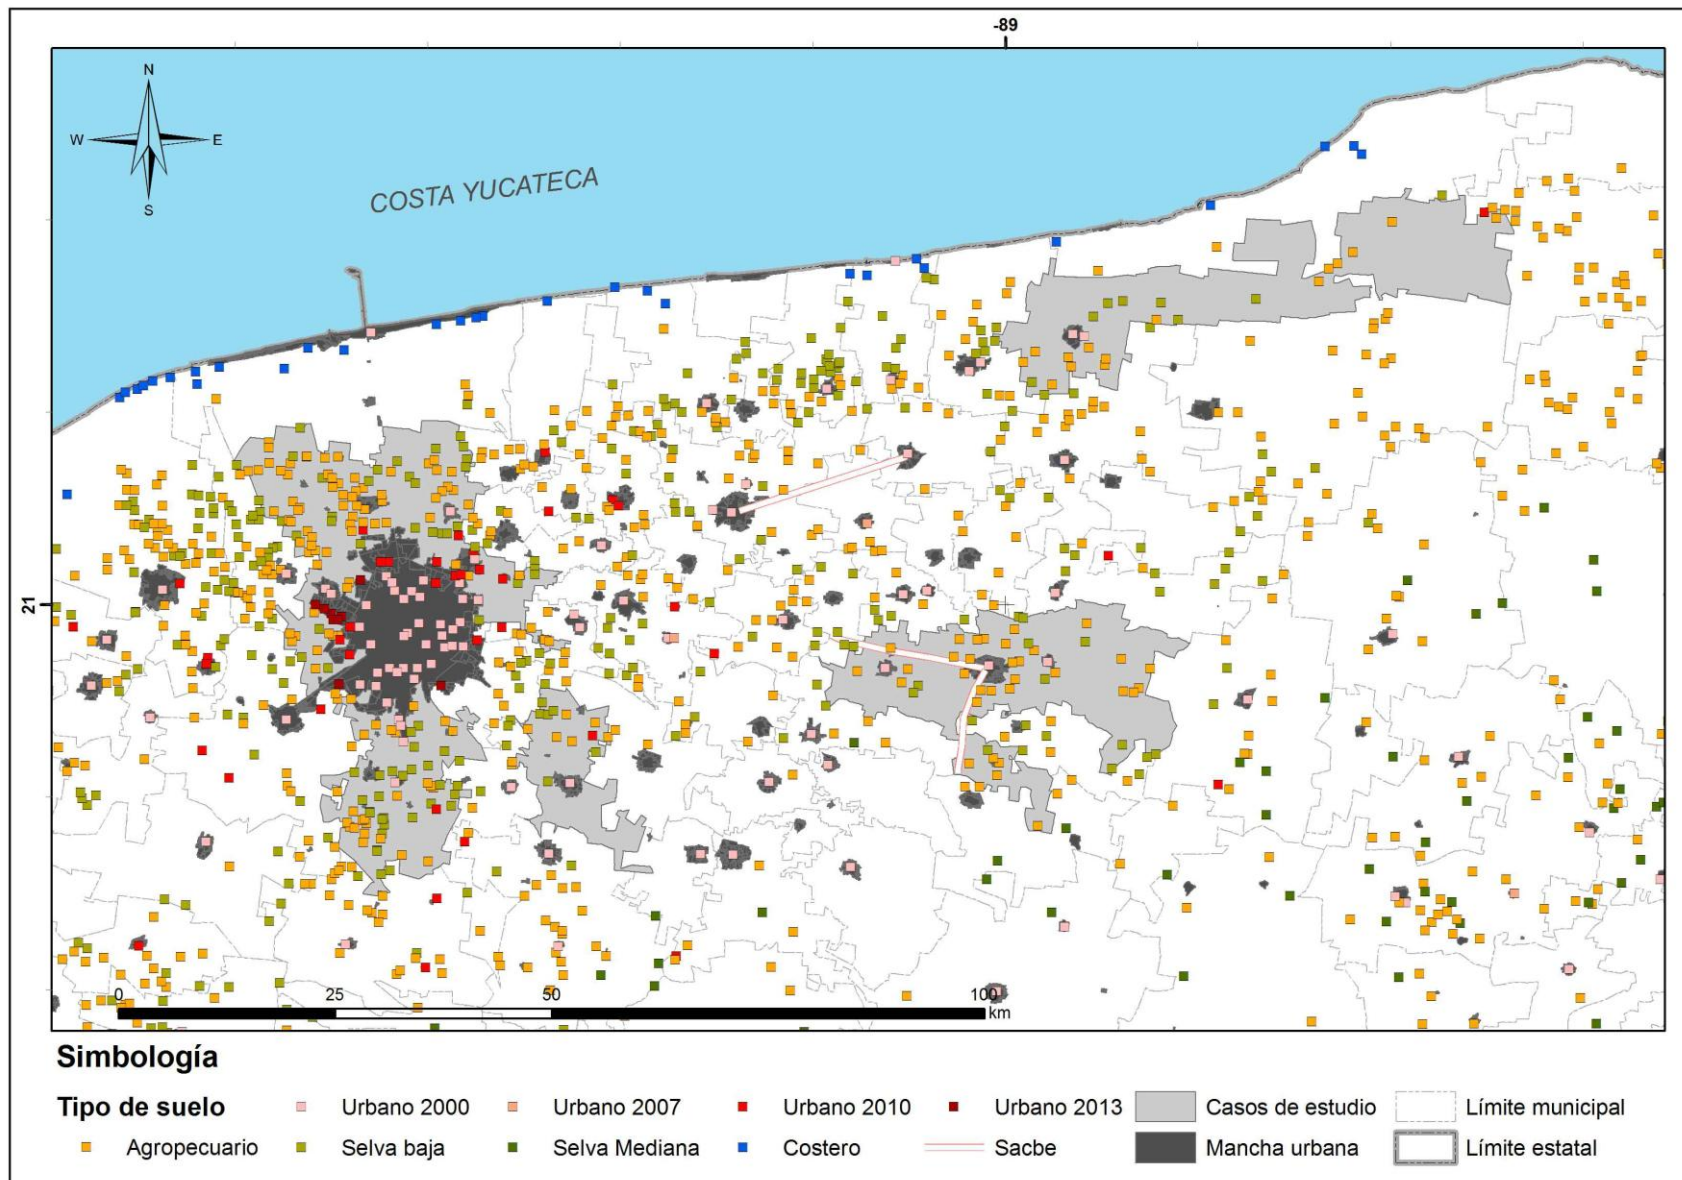 -89
N
W E
S
COSTA YUCATECA
21
0 25 50 100
km
Simbología
Tipo de suelo Urbano 2000 Urbano 2007 Urbano 2010 Urbano 2013 Casos de estudio Límite municipal
Agropecuario Selva baja Selva Mediana Costero Sacbe Mancha urbana Límite estatal